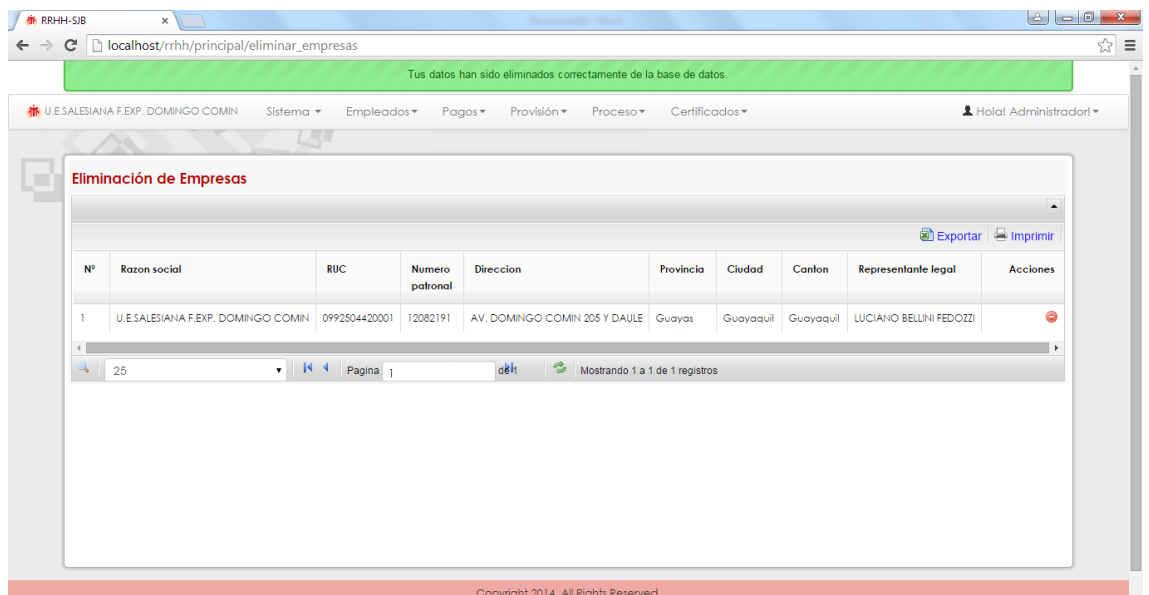 RRHH-SJB
localhost/rrhh/principal/eliminar_empresas
Tus datos han sido eliminados correctamente de la base de datos.
U.E.SALESIANA F.EXP. DOMINGO COMIN Sistema Empleados Pagos Provisión Proceso Certificados Hola! Administrador!
Eliminación de Empresas
Exportar Imprimir
Nº Razon social RUC Numero patronal Direccion Provincia Ciudad Canton Representante legal Acciones
1 U.E.SALESIANA F.EXP. DOMINGO COMIN 0992504420001 12082191 AV. DOMINGO COMIN 205 Y DAULE Guayas Guayaquil Guayaquil LUCIANO BELLINI FEDOZZI
25 Pagina 1 de 1 Mostrando 1 a 1 de 1 registros
Copyright 2014. All Rights Reserved